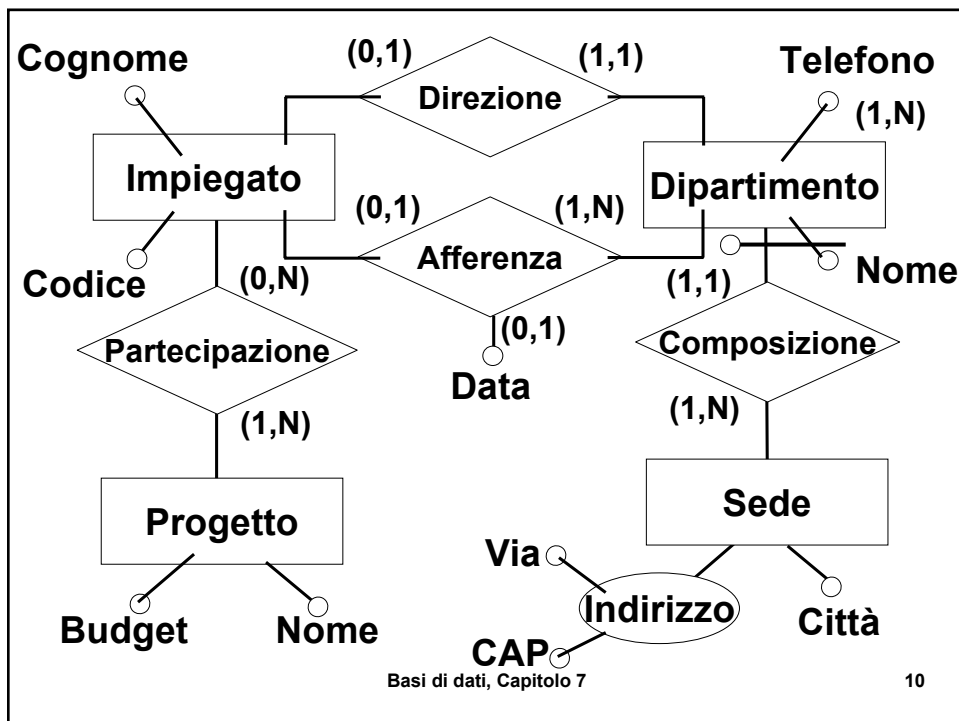 (0,1) (1,1)
Cognome Telefono
Direzione
(1,N)
Impiegato Dipartimento
(0,1) (1,N)
Afferenza
Codice (0,N) (1,1) Nome
(0,1)
Partecipazione Composizione
Data
(1,N) (1,N)
Progetto Sede
Via
Indirizzo
Budget Nome Città
CAP
Basi di dati, Capitolo 7 10